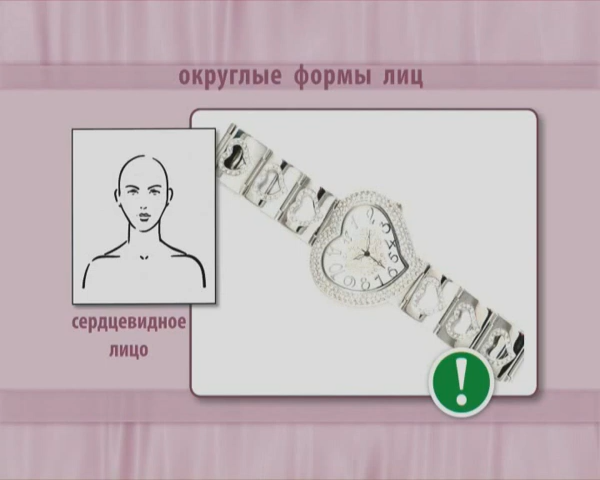 округлые формы лиц
сердцевидное
лицо